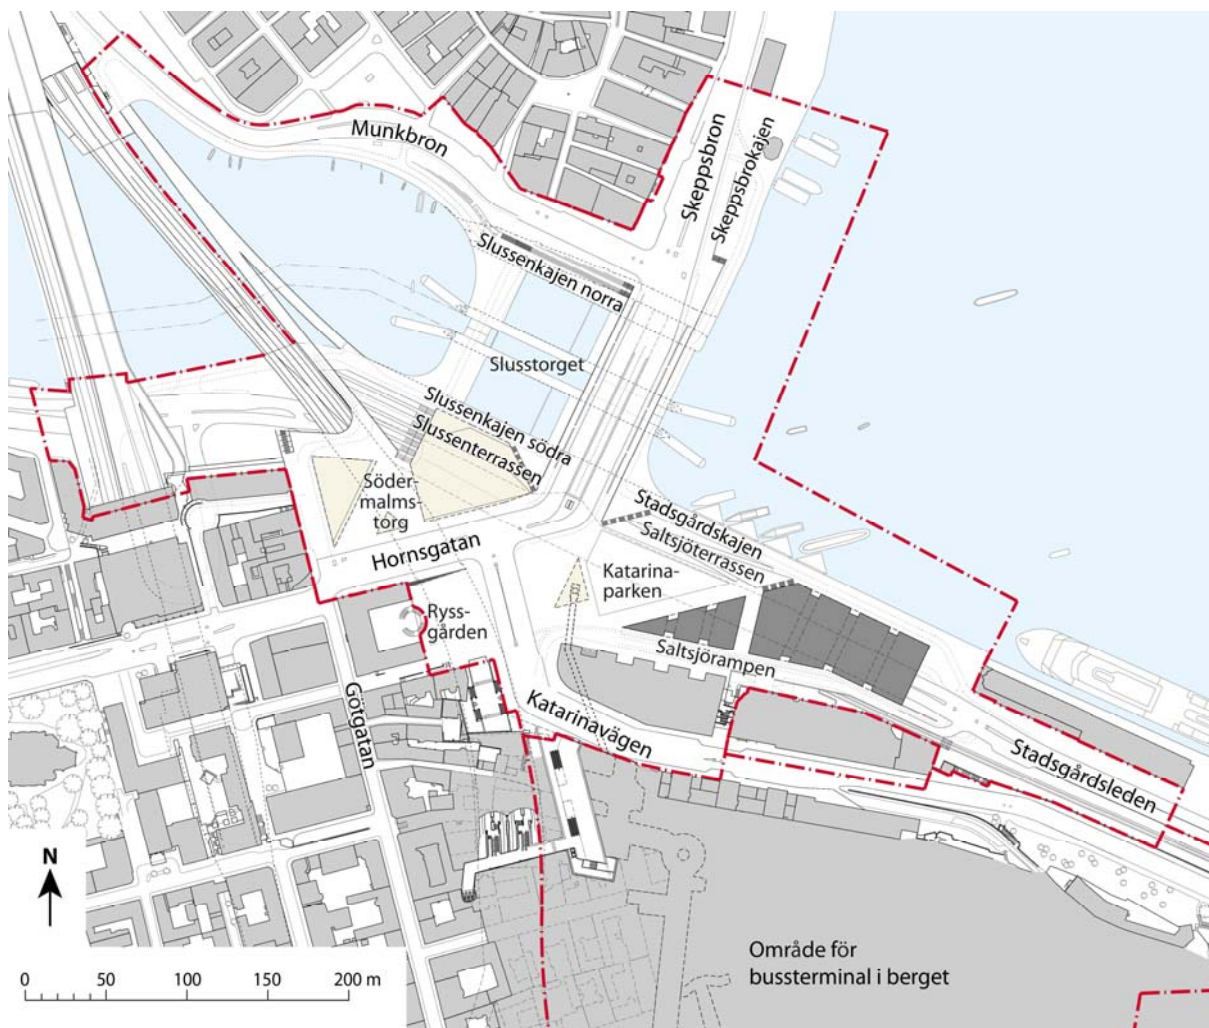 Munkbron
Skeppsbron
Skeppsbrokajen
Slussenkajen norra
Slusstorget
Slussenkajen södra
Slussenterrassen
Söder-
malms-
torg
Stadsgårdskajen
Saltsjöterrassen
Hornsgatan
Katarina-
parken
Ryss-
gården
Saltsjörampen
Götgatan
Katarinavägen
Stadsgårdsleden
N
Område för
bussterminal i berget
0 50 100 150 200 m